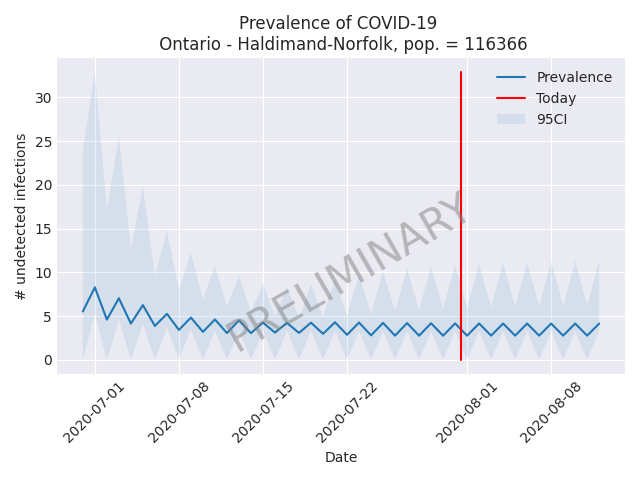 Prevalence of COVID-19
Ontario - Haldimand-Norfolk, pop. = 116366
Prevalence
Today
95CI
# undetected infections
30
25
20
15
10
5
0
PRELIMINARY
2020-07-01
2020-07-08
2020-07-15
2020-07-22
2020-08-01
2020-08-08
Date